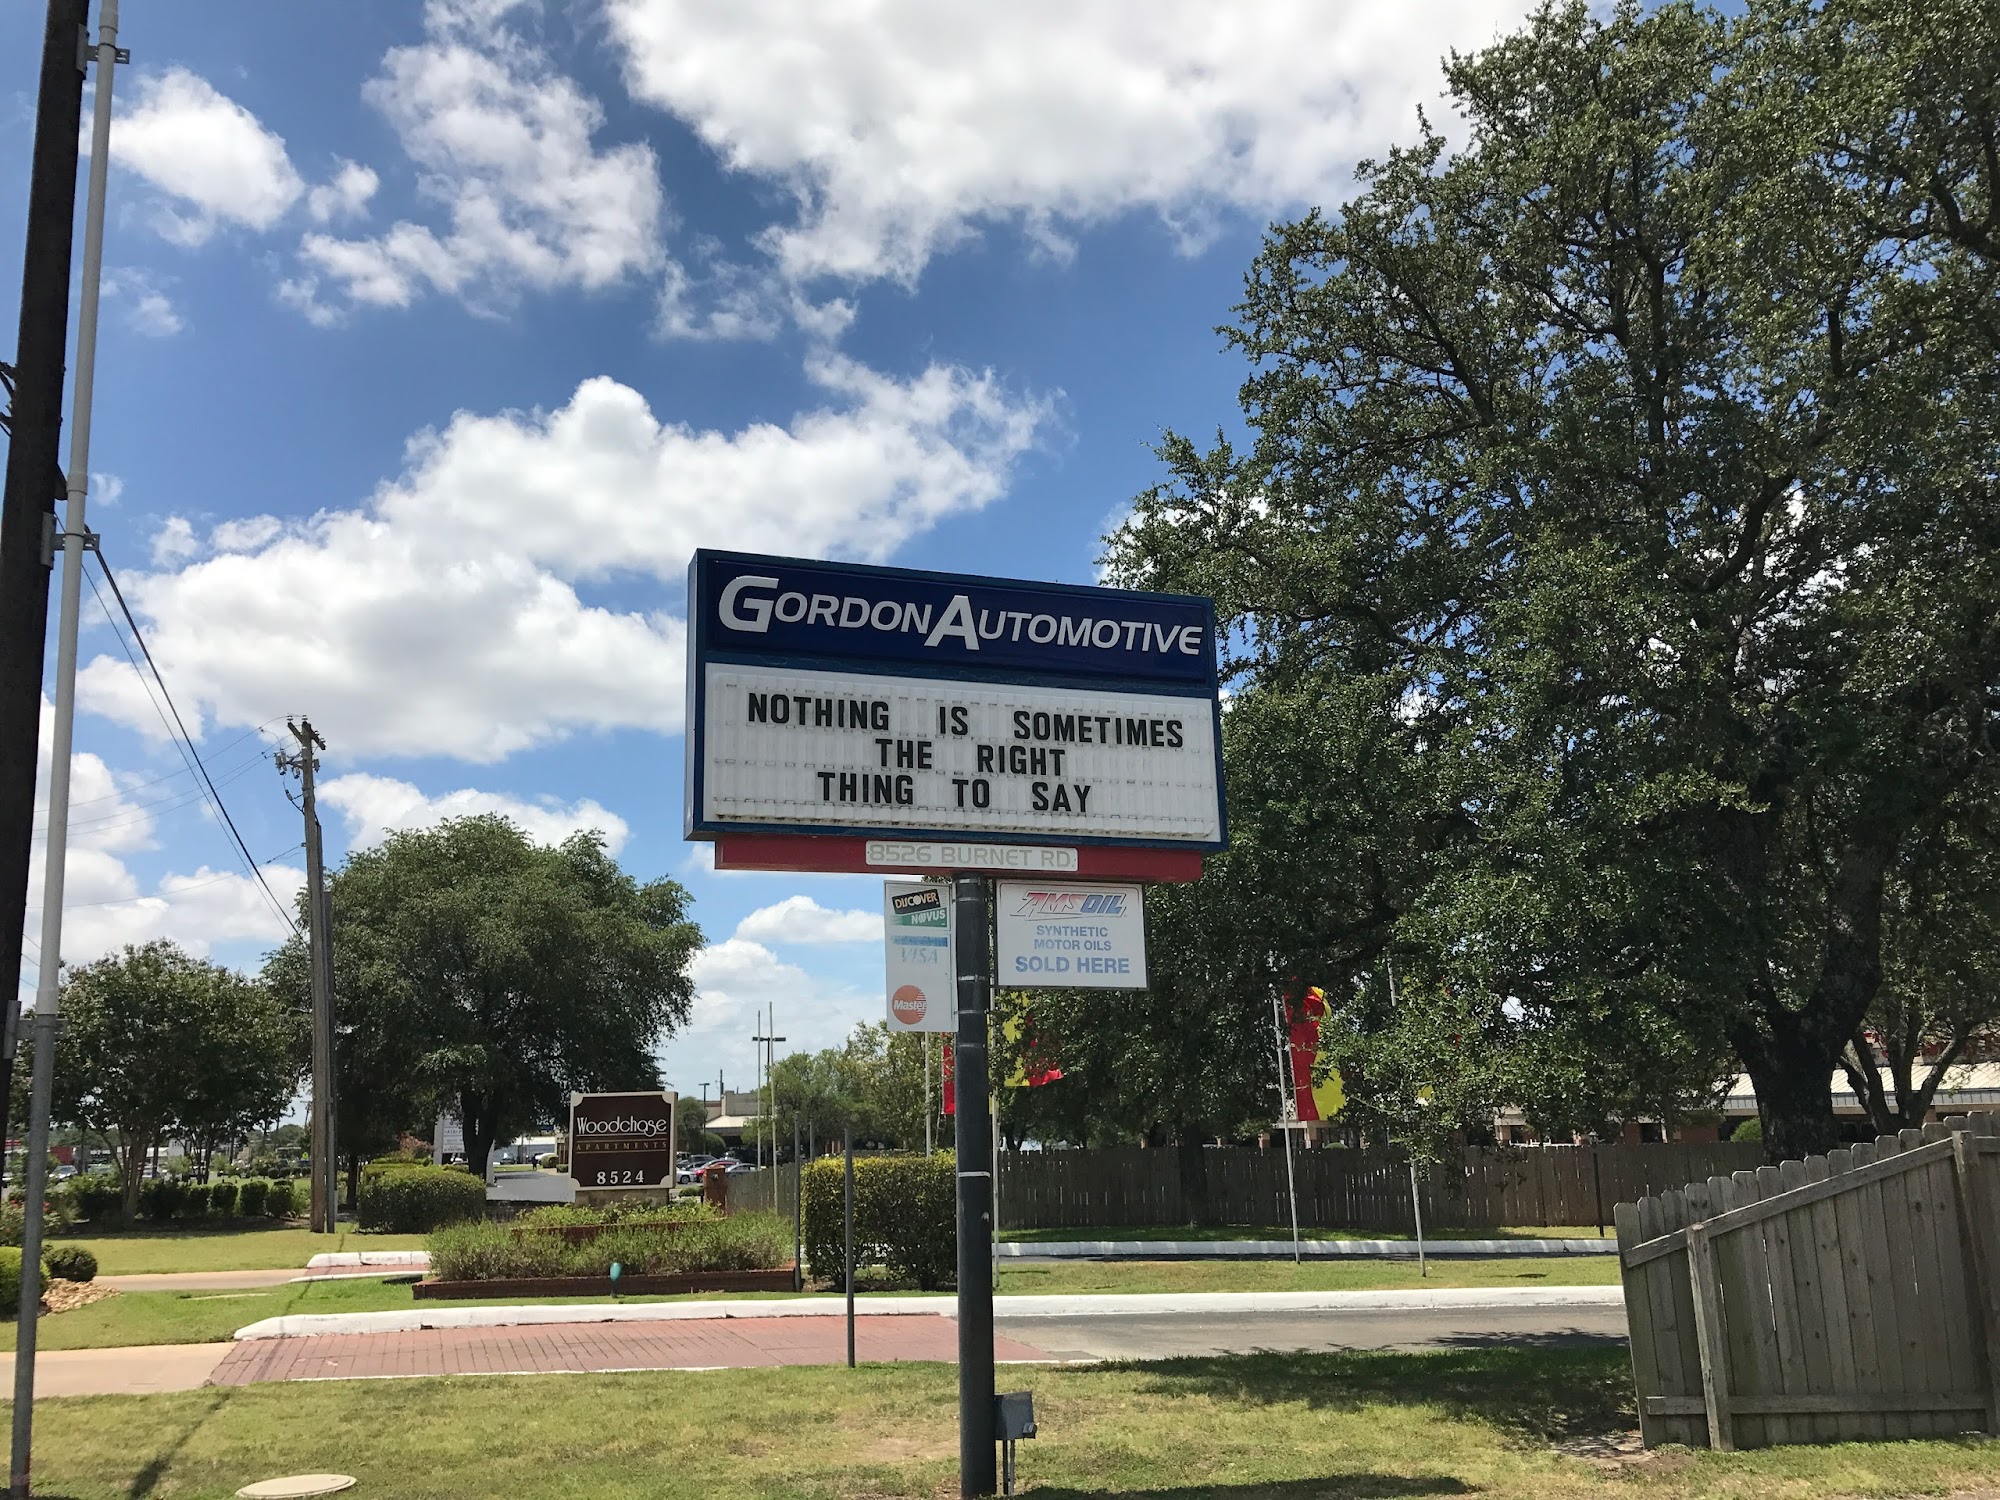 GORDON AUTOMOTIVE
NOTHING IS SOMETIMES
THE RIGHT
THING TO SAY
8526 BURNET RD.
DISCOVER
NOVUS
VISA
Master
AMSOIL
SYNTHETIC
MOTOR OILS
SOLD HERE
Woodchase
APARTMENTS
8524